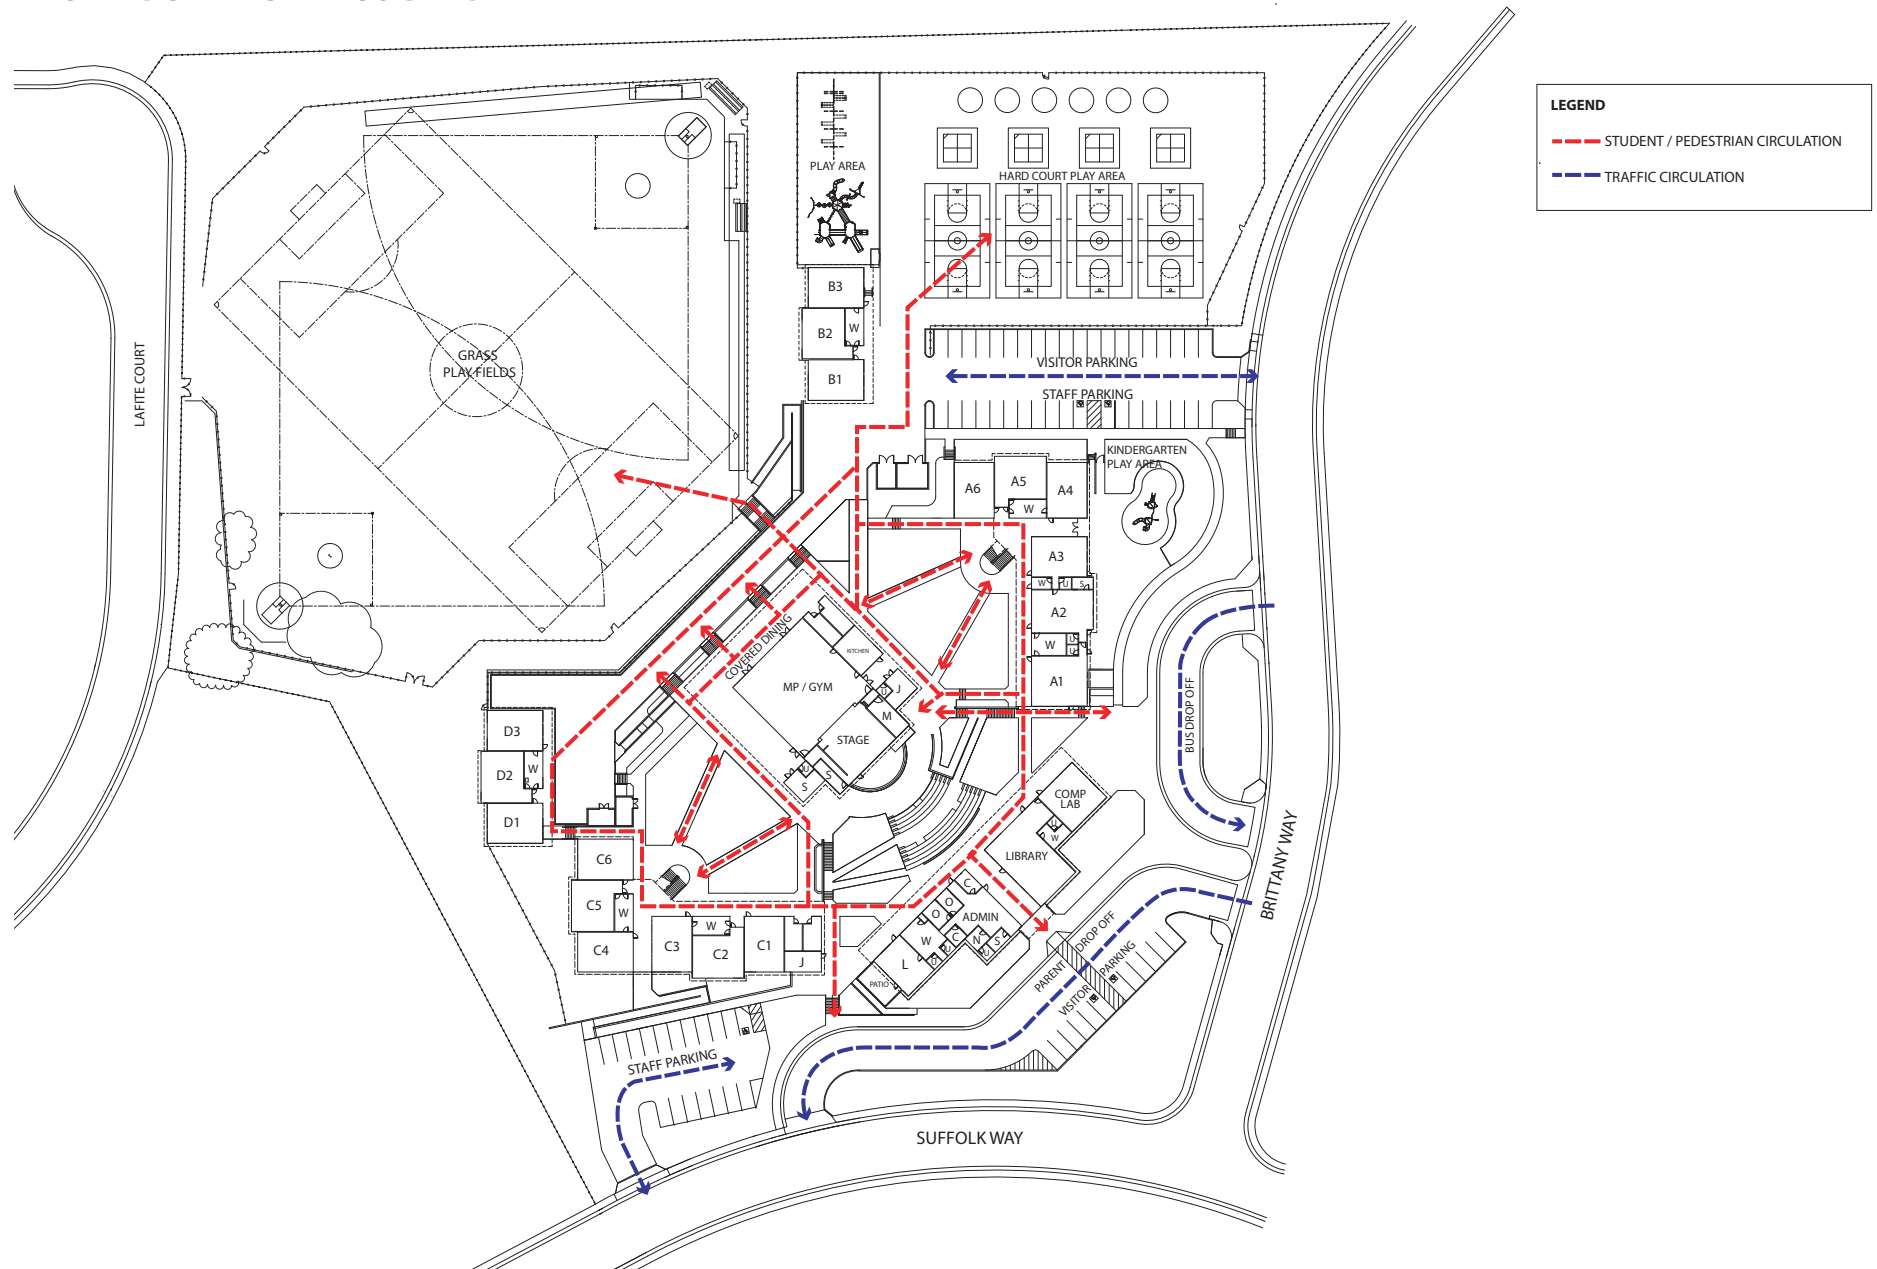 LEGEND
STUDENT / PEDESTRIAN CIRCULATION
TRAFFIC CIRCULATION
PLAY AREA
HARD COURT PLAY AREA
B3
B2
W
B1
LAFITE COURT
GRASS
PLAY FIELDS
VISITOR PARKING
STAFF PARKING
KINDERGARTEN
PLAY AREA
A6
A5
A4
W
A3
W
U
S
A2
W
U
U
A1
COVERED DINING
KITCHEN
MP / GYM
J
U
M
STAGE
U
S
S
BUS DROP OFF
BRITTANY WAY
D3
D2
W
D1
C6
C5
W
C4
C3
W
C2
C1
J
COMP
LAB
U
W
LIBRARY
C
O
O
ADMIN
W
C
N
S
U
U
U
L
PATIO
PARENT DROP OFF
VISITOR PARKING
STAFF PARKING
SUFFOLK WAY